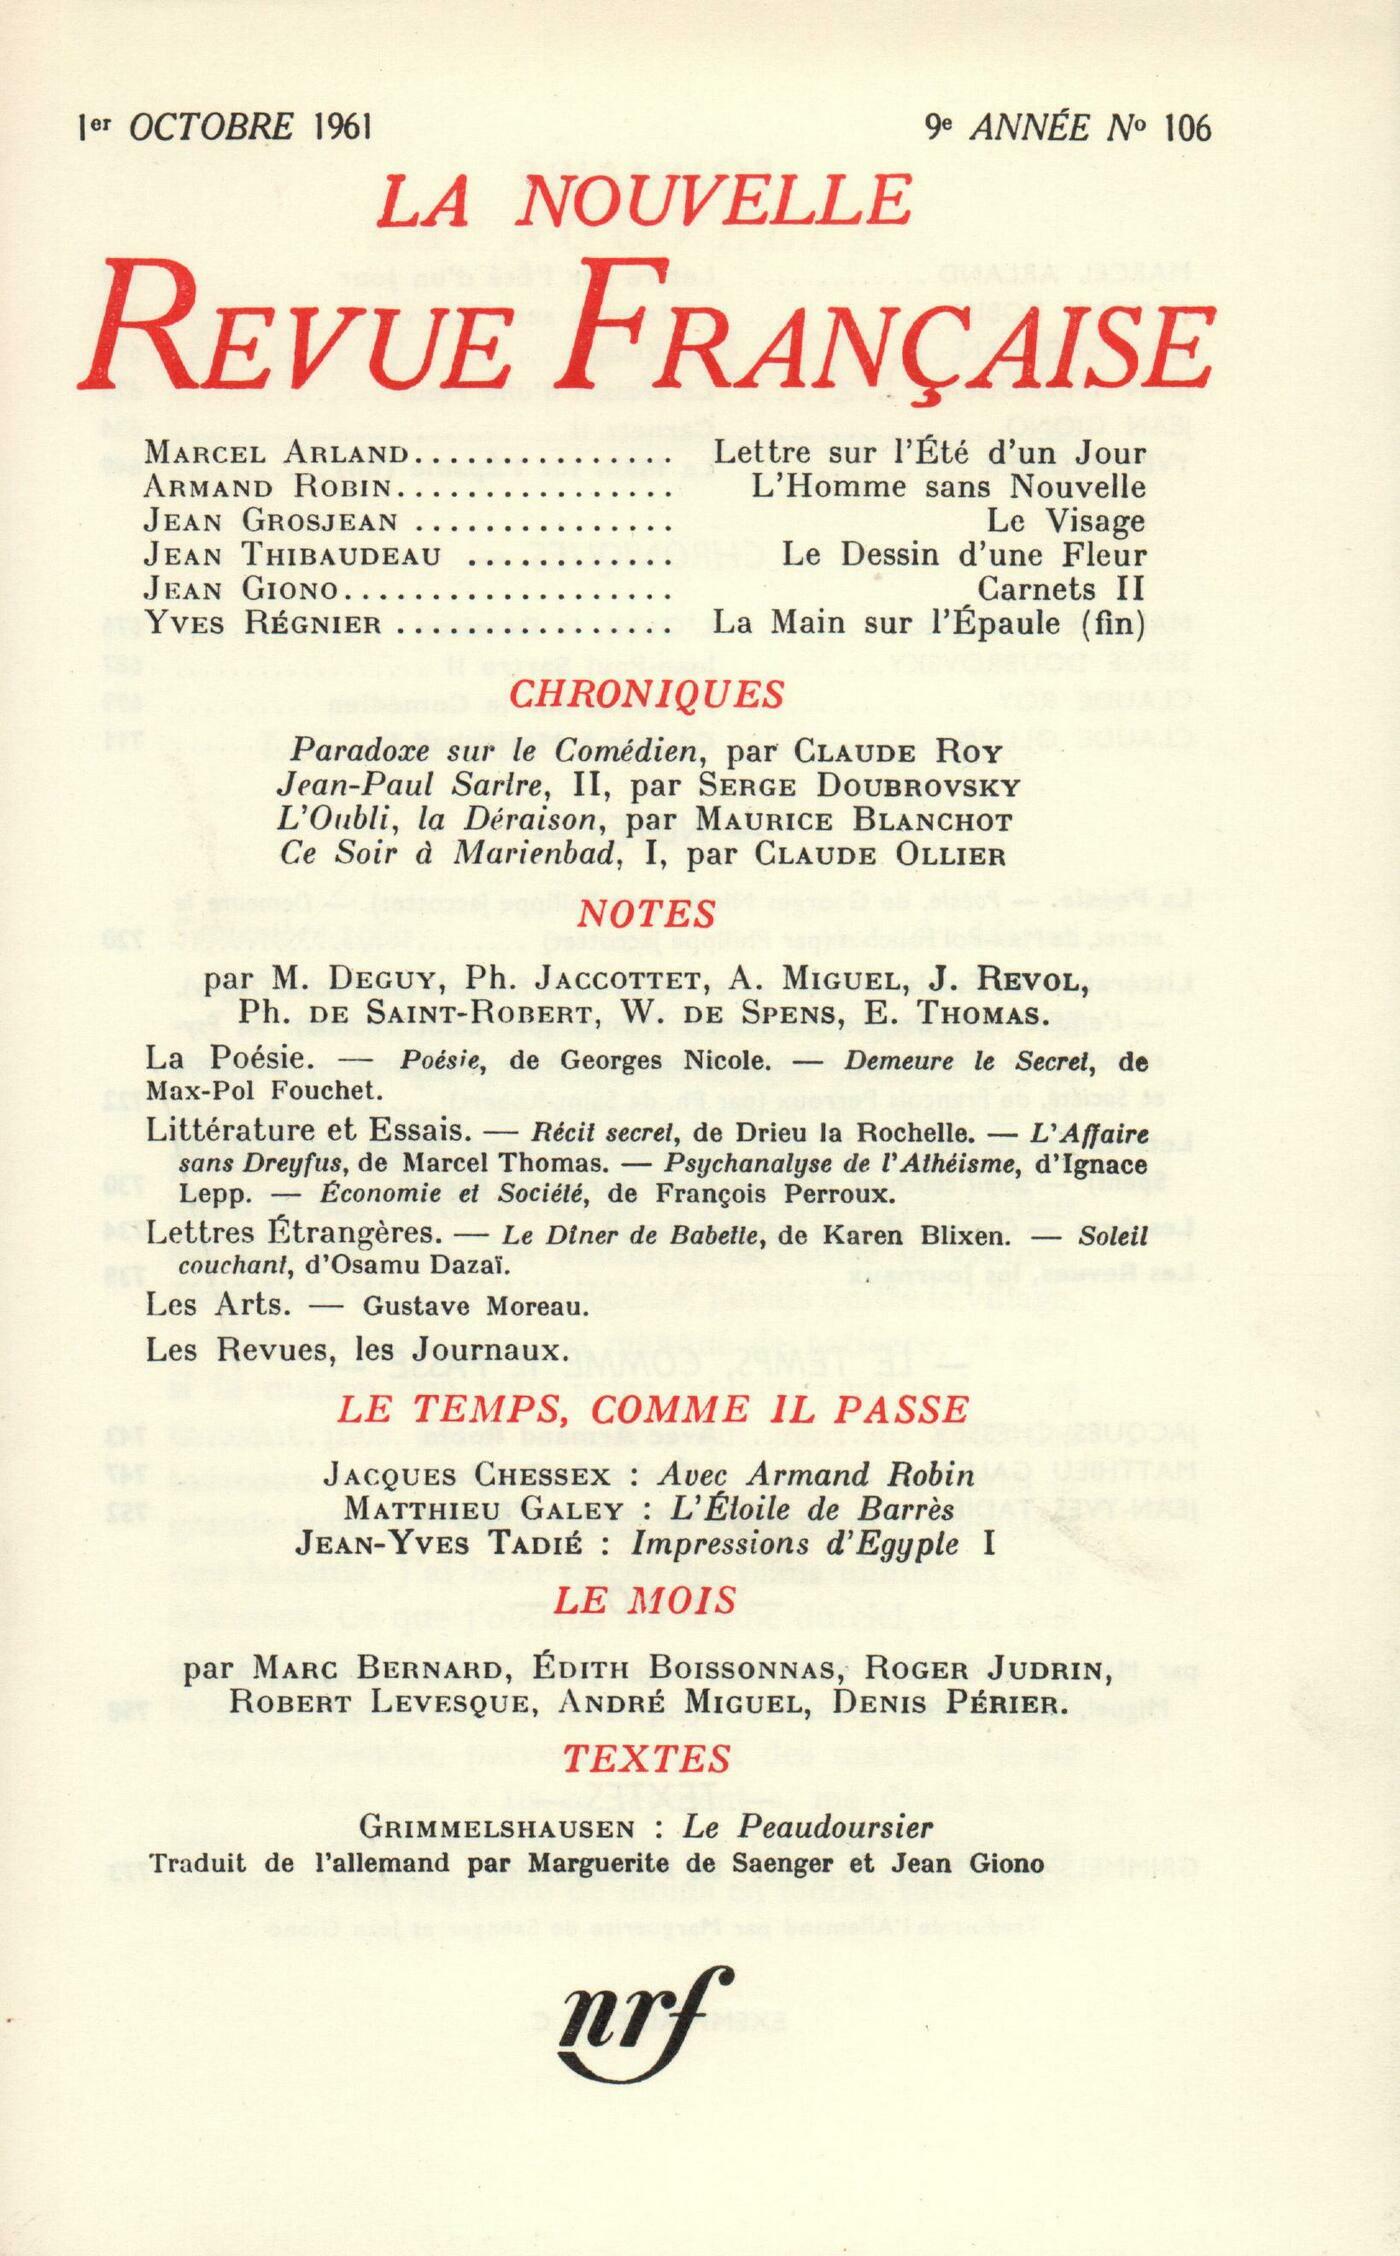 1er OCTOBRE 1961
9e ANNÉE No 106
LA NOUVELLE
REVUE FRANÇAISE
MARCEL ARLAND............... Lettre sur l'Été d'un Jour
ARMAND ROBIN................ L'Homme sans Nouvelle
JEAN GROSJEAN ............... Le Visage
JEAN THIBAUDEAU ............ Le Dessin d'une Fleur
JEAN GIONO................... Carnets II
YVES RÉGNIER ................ La Main sur l'Épaule (fin)
CHRONIQUES
Paradoxe sur le Comédien, par CLAUDE ROY
Jean-Paul Sartre, II, par SERGE DOUBROVSKY
L'Oubli, la Déraison, par MAURICE BLANCHOT
Ce Soir à Marienbad, I, par CLAUDE OLLIER
NOTES
par M. DEGUY, Ph. JACCOTTET, A. MIGUEL, J. REVOL,
Ph. DE SAINT-ROBERT, W. DE SPENS, E. THOMAS.
La Poésie. — Poésie, de Georges Nicole. — Demeure le Secret, de
Max-Pol Fouchet.
Littérature et Essais. — Récit secret, de Drieu la Rochelle. — L'Affaire
sans Dreyfus, de Marcel Thomas. — Psychanalyse de l'Athéisme, d'Ignace
Lepp. — Économie et Société, de François Perroux.
Lettres Étrangères. — Le Dîner de Babette, de Karen Blixen. — Soleil
couchant, d'Osamu Dazaï.
Les Arts. — Gustave Moreau.
Les Revues, les Journaux.
LE TEMPS, COMME IL PASSE
JACQUES CHESSEX : Avec Armand Robin
MATTHIEU GALEY : L'Étoile de Barrès
JEAN-YVES TADIÉ : Impressions d'Egypte I
LE MOIS
par MARC BERNARD, ÉDITH BOISSONNAS, ROGER JUDRIN,
ROBERT LEVESQUE, ANDRÉ MIGUEL, DENIS PÉRIER.
TEXTES
GRIMMELSHAUSEN : Le Peaudoursier
Traduit de l'allemand par Marguerite de Saenger et Jean Giono
nrf